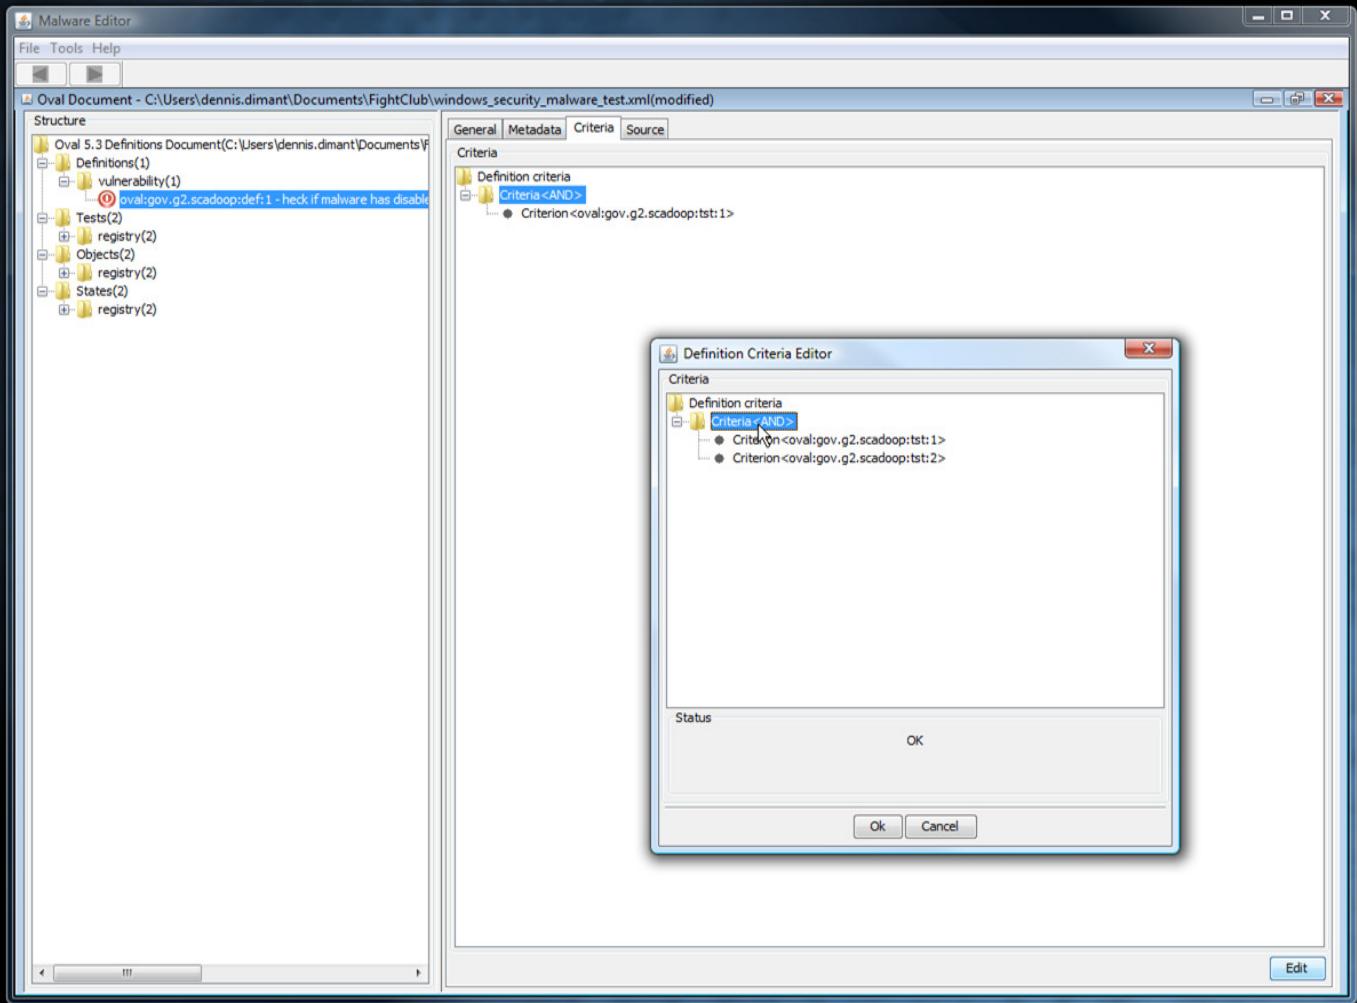 Malware Editor
File Tools Help
Oval Document - C:\Users\dennis.dimant\Documents\FightClub\windows_security_malware_test.xml(modified)
Structure
Oval 5.3 Definitions Document(C:\Users\dennis.dimant\Documents\F
Definitions(1)
vulnerability(1)
oval:gov.g2.scadoop:def:1 - heck if malware has disable
Tests(2)
registry(2)
Objects(2)
registry(2)
States(2)
registry(2)
General Metadata Criteria Source
Criteria
Definition criteria
Criteria<AND>
Criterion<oval:gov.g2.scadoop:tst:1>
Definition Criteria Editor
Criteria
Definition criteria
Criteria<AND>
Criterion<oval:gov.g2.scadoop:tst:1>
Criterion<oval:gov.g2.scadoop:tst:2>
Status
OK
Ok Cancel
Edit